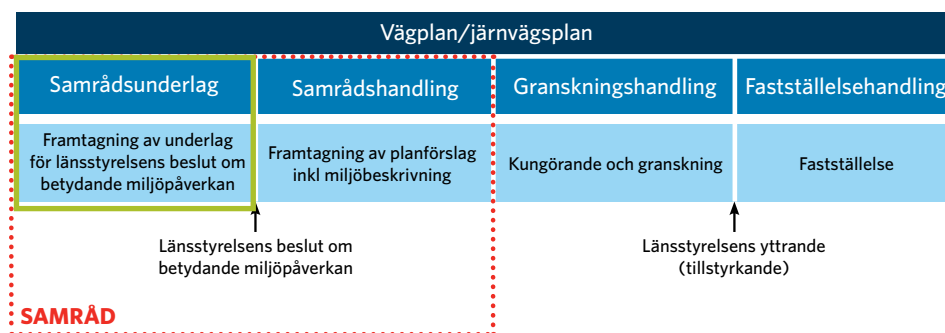 Vägplan/järnvägsplan
Samrådsunderlag
Samrådshandling
Granskningshandling
Fastställelsehandling
Framtagning av underlag
för länsstyrelsens beslut om
betydande miljöpåverkan
Framtagning av planförslag
inkl miljöbeskrivning
Kungörande och granskning
Fastställelse
Länsstyrelsens beslut om
betydande miljöpåverkan
Länsstyrelsens yttrande
(tillstyrkande)
SAMRÅD